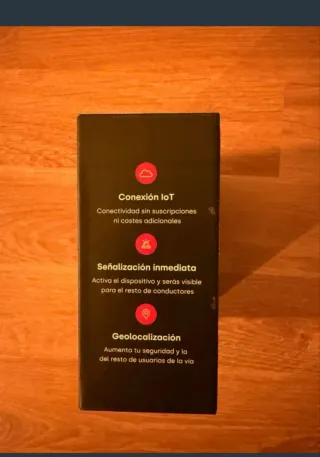 Conexión IoT
Conectividad sin suscripciones
ni costes adicionales
Señalización inmediata
Activa el dispositivo y serás visible
para el resto de conductores
Geolocalización
Aumenta tu seguridad y la
del resto de usuarios de la vía